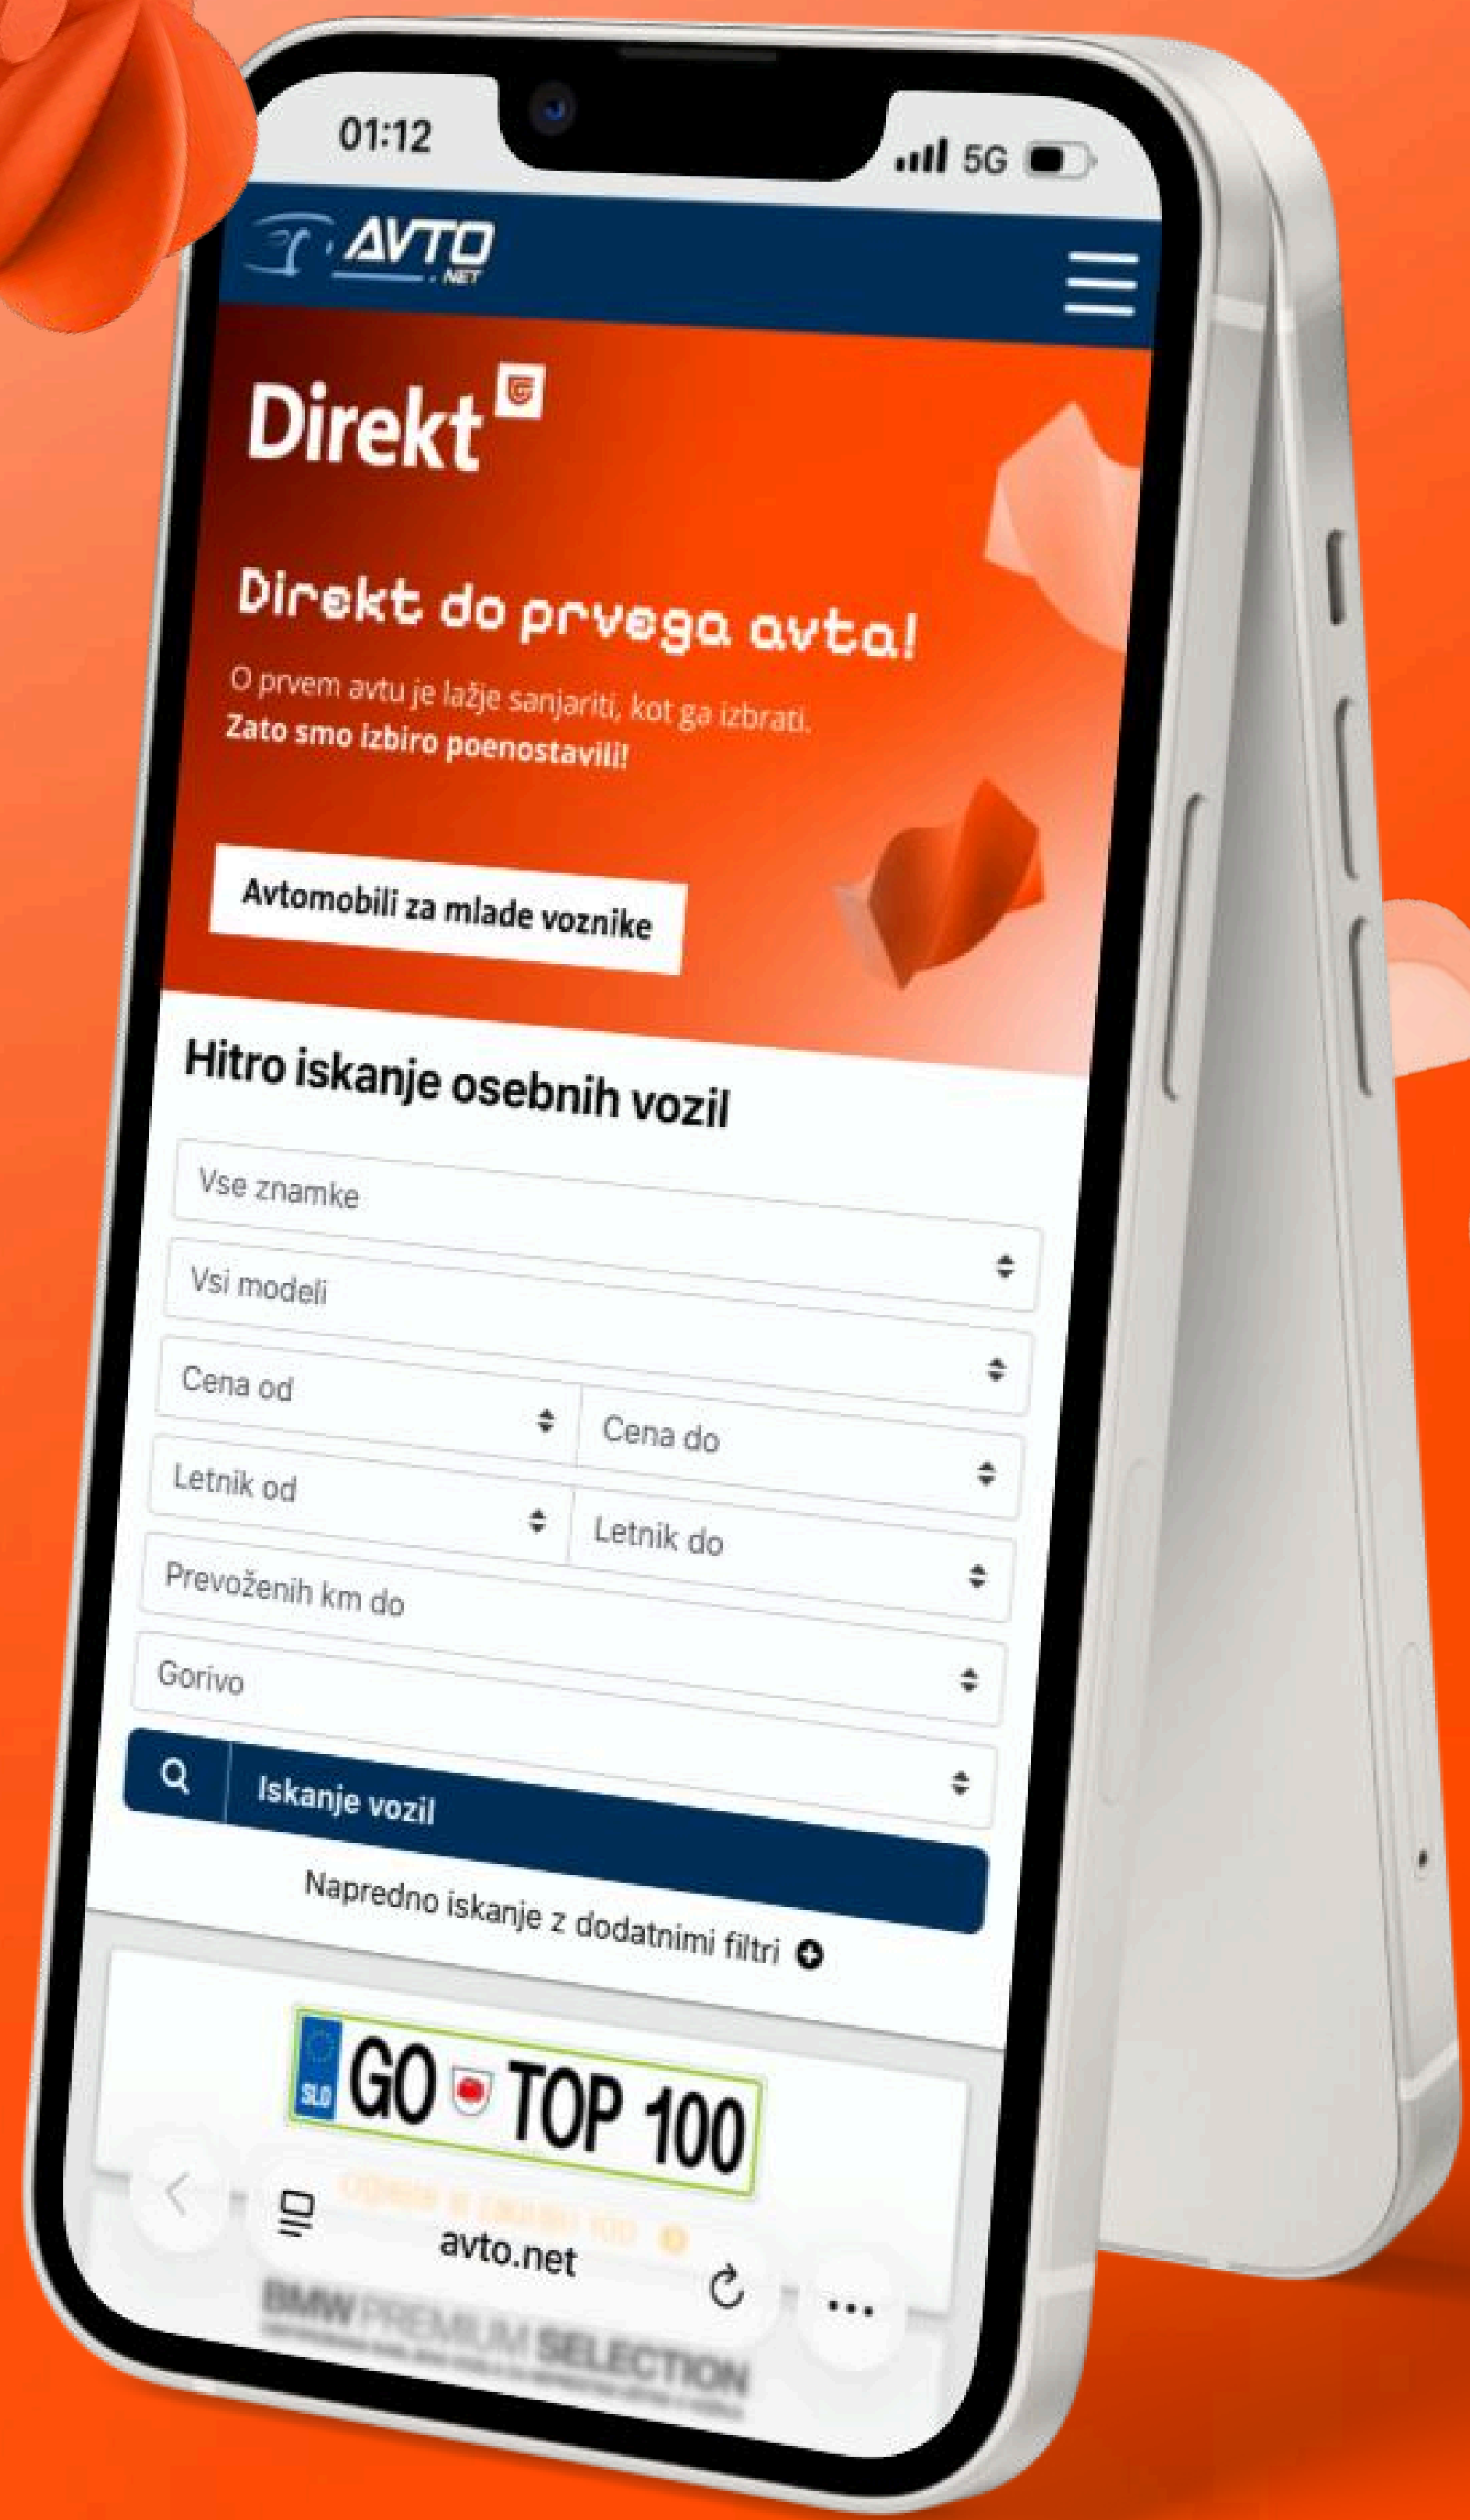 01:12
5G
AVTO
.NET
Direkt
Direkt do prvega avta!
O prvem avtu je lažje sanjariti, kot ga izbrati.
Zato smo izbiro poenostavili!
Avtomobili za mlade voznike
Hitro iskanje osebnih vozil
Vse znamke
Vsi modeli
Cena od
Cena do
Letnik od
Letnik do
Prevoženih km do
Gorivo
Iskanje vozil
Napredno iskanje z dodatnimi filtri
SLO GO TOP 100
avto.net
BMW PREMIUM SELECTION